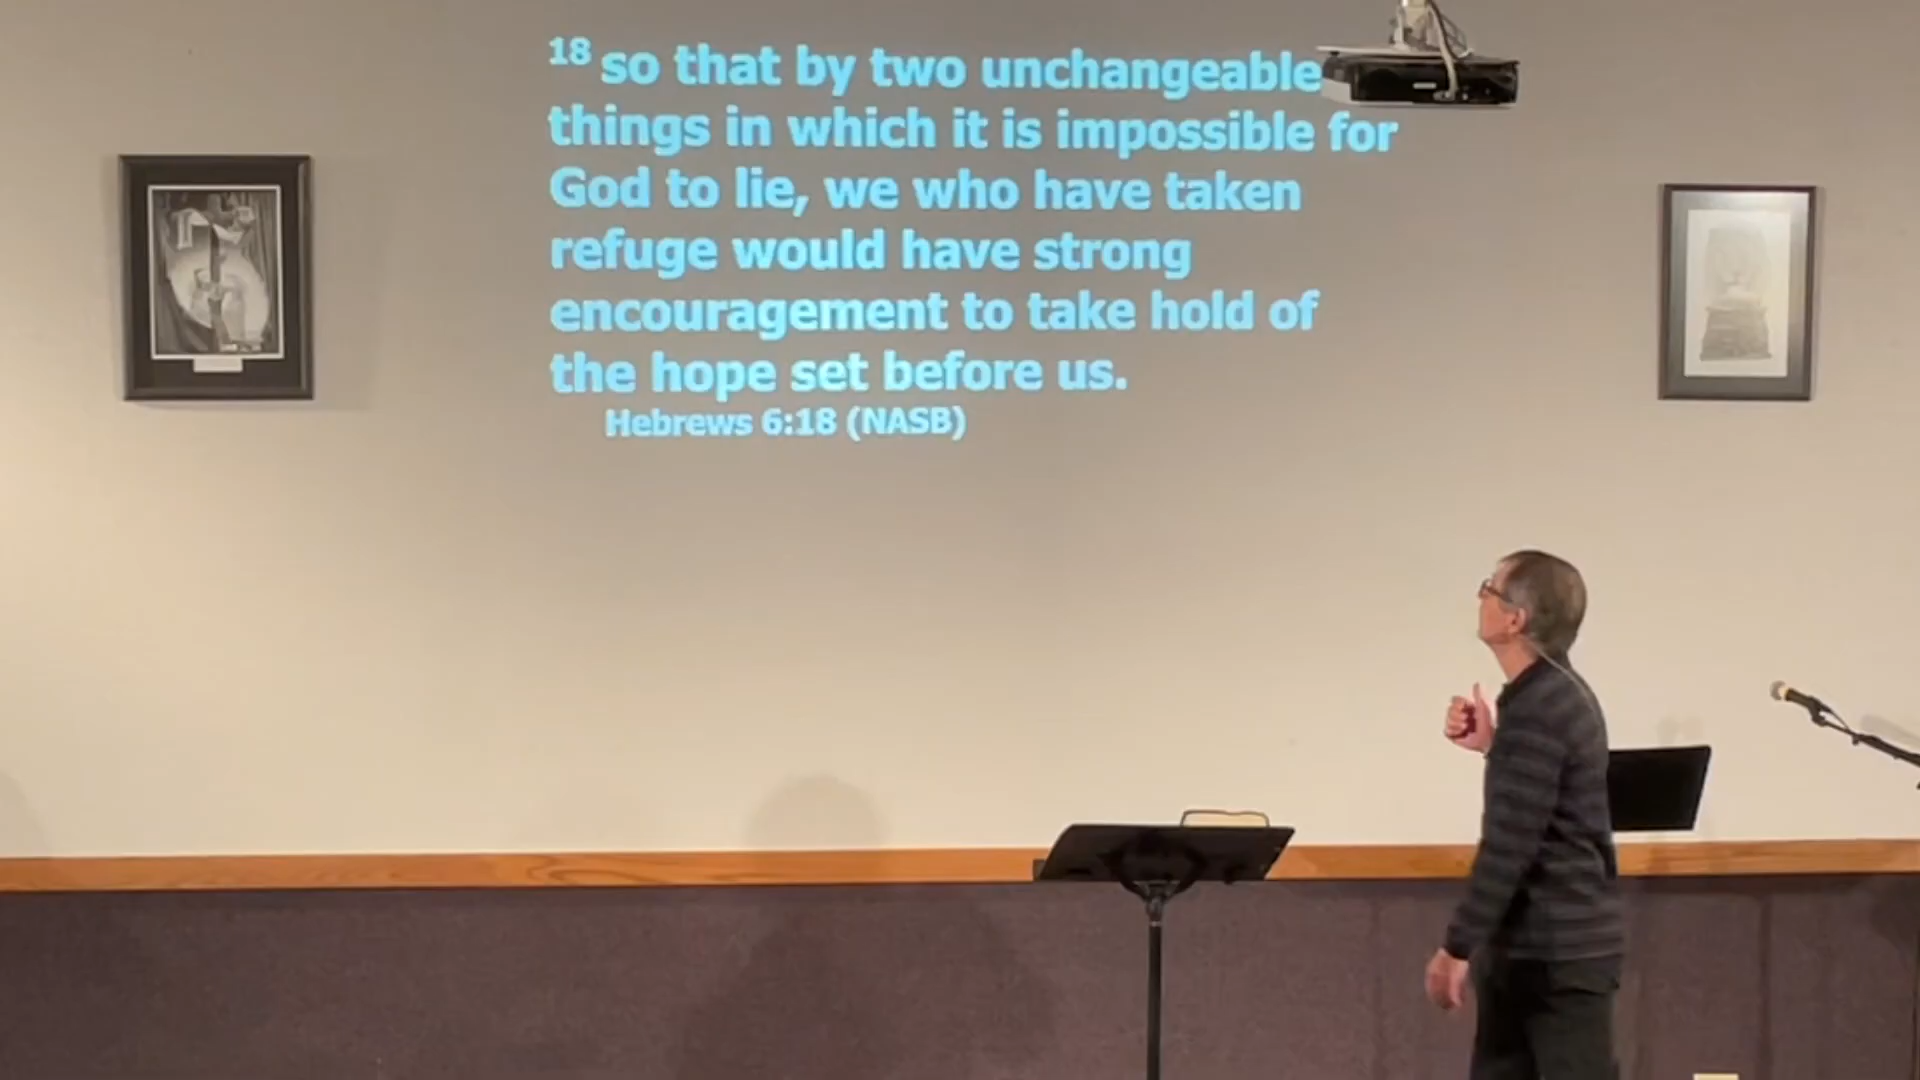 18 so that by two unchangeable
things in which it is impossible for
God to lie, we who have taken
refuge would have strong
encouragement to take hold of
the hope set before us.
Hebrews 6:18 (NASB)